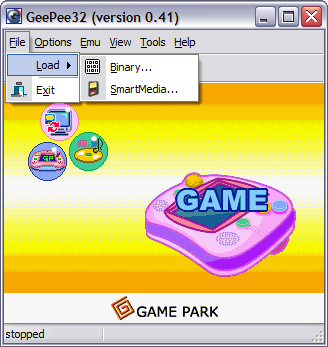 GeePee32 (version 0.41)
File Options Emu View Tools Help
Load
Exit
Binary...
SmartMedia...
GAME
GAME PARK
stopped